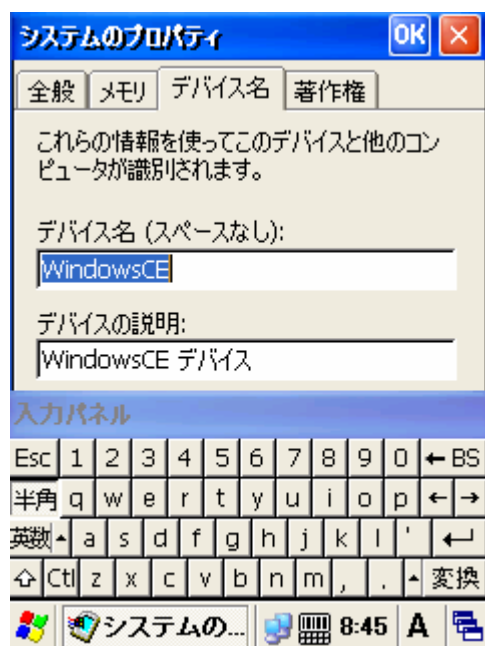 システムのプロパティ OK
全般 メモリ デバイス名 著作権
これらの情報を使ってこのデバイスと他のコン
ピュータが識別されます。
デバイス名 (スペースなし):
WindowsCE
デバイスの説明:
WindowsCE デバイス
入力パネル
Esc 1 2 3 4 5 6 7 8 9 0 ←BS
半角 q w e r t y u i o p ← →
英数 a s d f g h j k l '
Ctl z x c v b n m , . 変換
システムの... 8:45 A